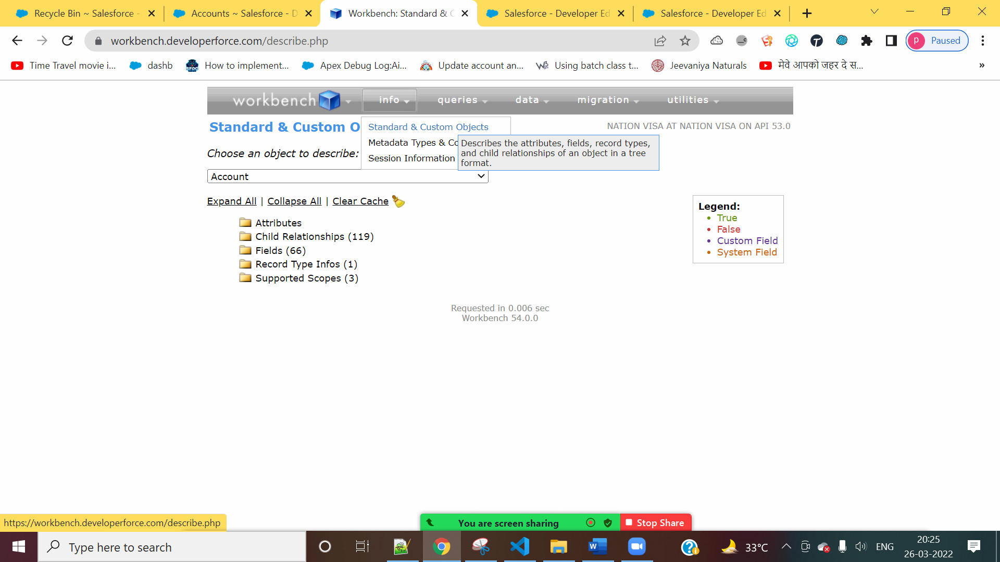 Recycle Bin ~ Salesforce -
Accounts ~ Salesforce - D
Workbench: Standard & C
Salesforce - Developer Ed
Salesforce - Developer Ed
workbench.developerforce.com/describe.php
P
Paused
Time Travel movie i...
dashb
How to implement...
Apex Debug Log:Ai...
Update account an...
Using batch class t...
Jeevaniya Naturals
मेवे आपको जहर दे स...
»
workbench
info
queries
data
migration
utilities
Standard & Custom O
Standard & Custom Objects
NATION VISA AT NATION VISA ON API 53.0
Metadata Types & Co
Describes the attributes, fields, record types,
and child relationships of an object in a tree
format.
Choose an object to describe:
Session Information
Account
Expand All | Collapse All | Clear Cache
Legend:
• True
• False
• Custom Field
• System Field
Attributes
Child Relationships (119)
Fields (66)
Record Type Infos (1)
Supported Scopes (3)
Requested in 0.006 sec
Workbench 54.0.0
https://workbench.developerforce.com/describe.php
You are screen sharing
Stop Share
Type here to search
33°C
ENG
20:25
26-03-2022